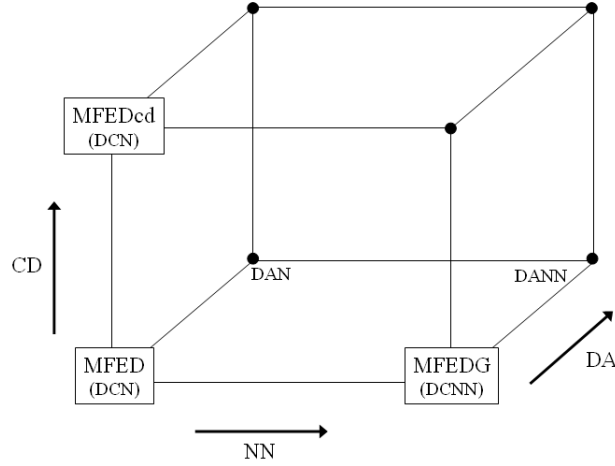 MFEDcd
(DCN)
CD
DAN
DANN
MFED
(DCN)
MFEDG
(DCNN)
DA
NN